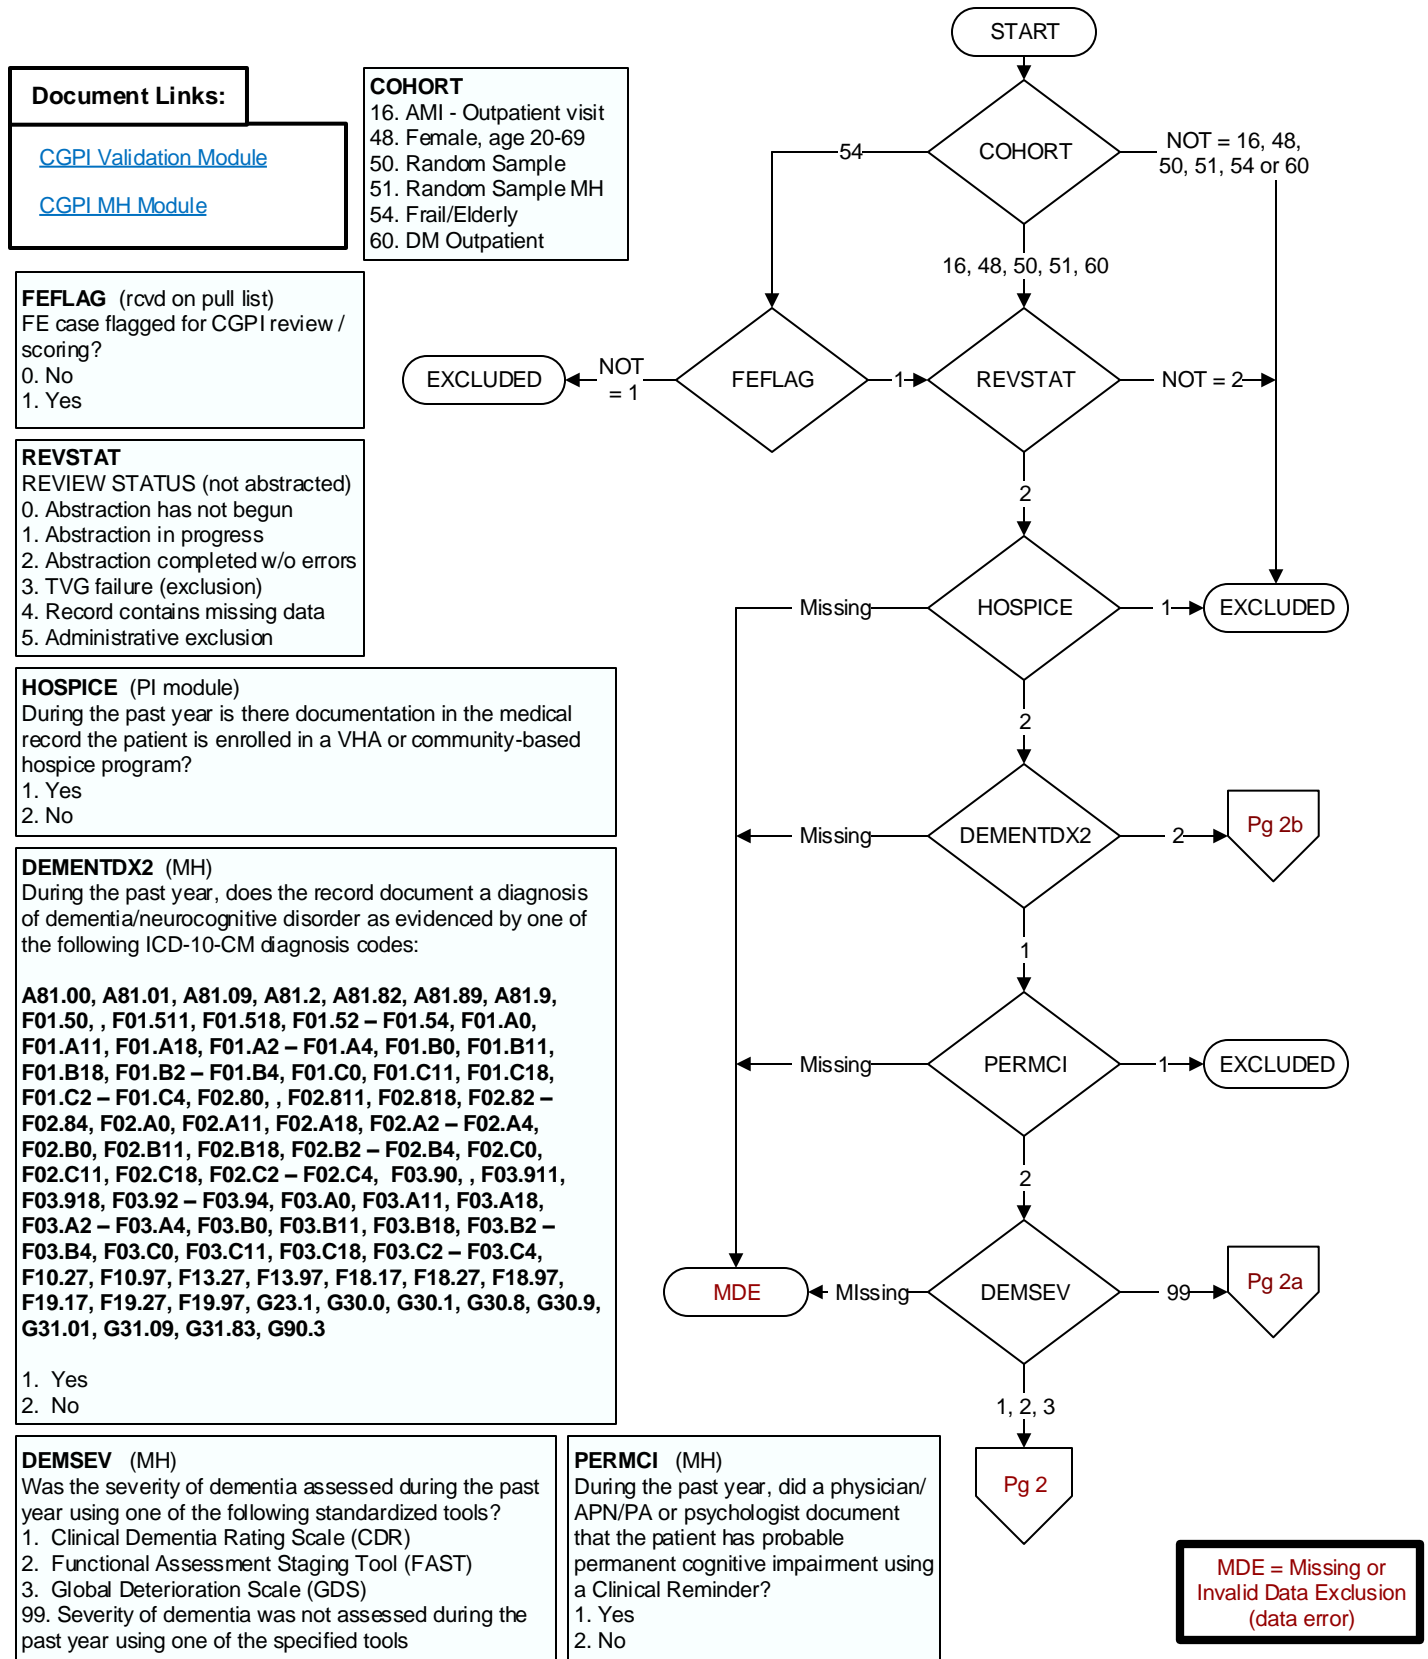 START
Document Links:
CGPI Validation Module
CGPI MH Module
COHORT
16. AMI - Outpatient visit
48. Female, age 20-69
50. Random Sample
51. Random Sample MH
54. Frail/Elderly
60. DM Outpatient
54
COHORT
NOT = 16, 48,
50, 51, 54 or 60
16, 48, 50, 51, 60
FEFLAG (rcvd on pull list)
FE case flagged for CGPI review /
scoring?
0. No
1. Yes
EXCLUDED
NOT
= 1
FEFLAG
1
REVSTAT
NOT = 2
2
REVSTAT
REVIEW STATUS (not abstracted)
0. Abstraction has not begun
1. Abstraction in progress
2. Abstraction completed w/o errors
3. TVG failure (exclusion)
4. Record contains missing data
5. Administrative exclusion
Missing
HOSPICE
1
EXCLUDED
2
HOSPICE (PI module)
During the past year is there documentation in the medical
record the patient is enrolled in a VHA or community-based
hospice program?
1. Yes
2. No
Missing
DEMENTDX2
2
Pg 2b
1
DEMENTDX2 (MH)
During the past year, does the record document a diagnosis
of dementia/neurocognitive disorder as evidenced by one of
the following ICD-10-CM diagnosis codes:
A81.00, A81.01, A81.09, A81.2, A81.82, A81.89, A81.9,
F01.50, , F01.511, F01.518, F01.52 – F01.54, F01.A0,
F01.A11, F01.A18, F01.A2 – F01.A4, F01.B0, F01.B11,
F01.B18, F01.B2 – F01.B4, F01.C0, F01.C11, F01.C18,
F01.C2 – F01.C4, F02.80, , F02.811, F02.818, F02.82 –
F02.84, F02.A0, F02.A11, F02.A18, F02.A2 – F02.A4,
F02.B0, F02.B11, F02.B18, F02.B2 – F02.B4, F02.C0,
F02.C11, F02.C18, F02.C2 – F02.C4, F03.90, , F03.911,
F03.918, F03.92 – F03.94, F03.A0, F03.A11, F03.A18,
F03.A2 – F03.A4, F03.B0, F03.B11, F03.B18, F03.B2 –
F03.B4, F03.C0, F03.C11, F03.C18, F03.C2 – F03.C4,
F10.27, F10.97, F13.27, F13.97, F18.17, F18.27, F18.97,
F19.17, F19.27, F19.97, G23.1, G30.0, G30.1, G30.8, G30.9,
G31.01, G31.09, G31.83, G90.3
1. Yes
2. No
Missing
PERMCI
1
EXCLUDED
2
MDE
MIssing
DEMSEV
99
Pg 2a
1, 2, 3
Pg 2
DEMSEV (MH)
Was the severity of dementia assessed during the past
year using one of the following standardized tools?
1. Clinical Dementia Rating Scale (CDR)
2. Functional Assessment Staging Tool (FAST)
3. Global Deterioration Scale (GDS)
99. Severity of dementia was not assessed during the
past year using one of the specified tools
PERMCI (MH)
During the past year, did a physician/
APN/PA or psychologist document
that the patient has probable
permanent cognitive impairment using
a Clinical Reminder?
1. Yes
2. No
MDE = Missing or
Invalid Data Exclusion
(data error)